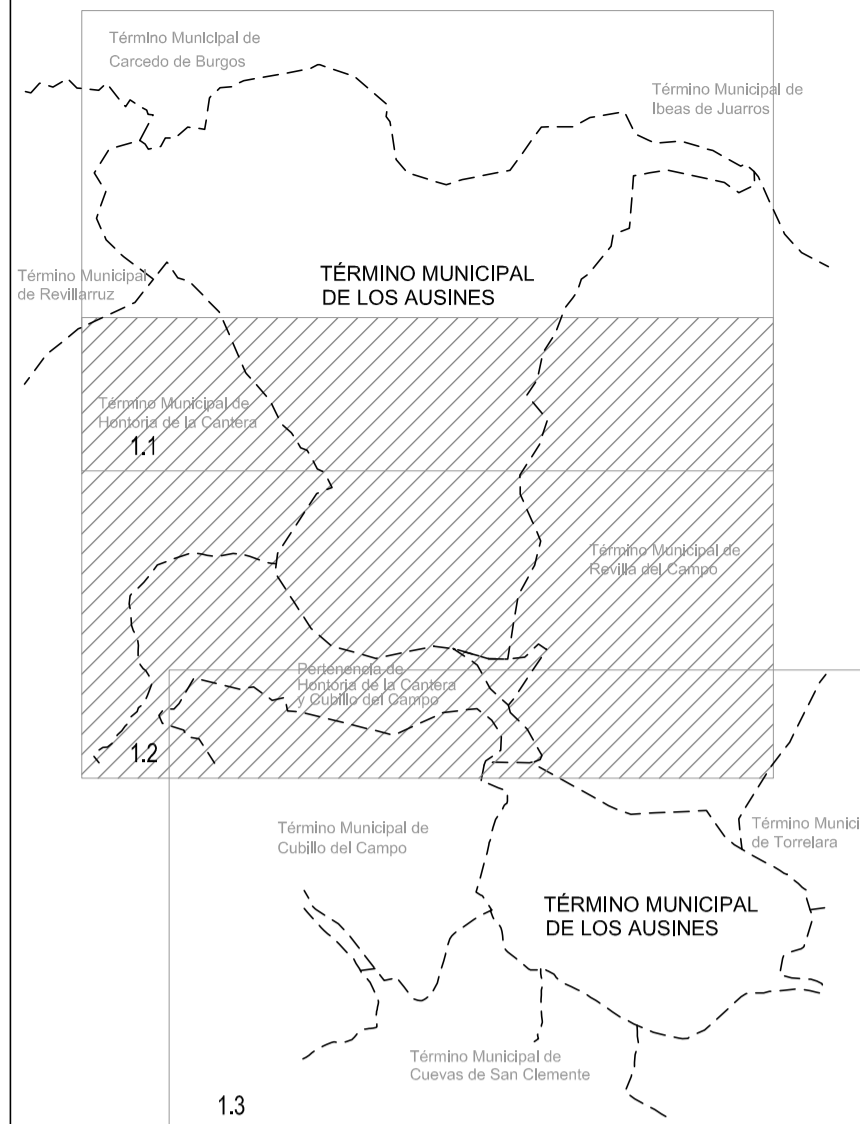 Término Municipal de
Carcedo de Burgos
Término Municipal de
Ibeas de Juarros
Término Municipal
de Revillarruz
TÉRMINO MUNICIPAL
DE LOS AUSINES
Término Municipal de
Hontoria de la Cantera
1.1
Término Municipal de
Revilla del Campo
Pertenencia de
Hontoria de la Cantera
y Cubillo del Campo
1.2
Término Municipal de
Cubillo del Campo
Término Munici
de Torrelara
TÉRMINO MUNICIPAL
DE LOS AUSINES
Término Municipal de
Cuevas de San Clemente
1.3